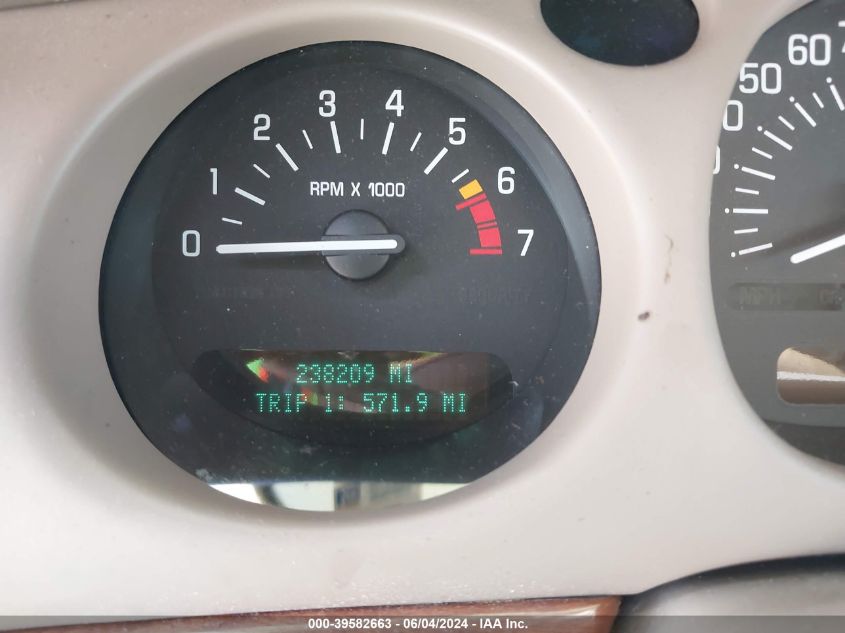 0 1 2 3 4 5 6 7
RPM X 1000
50 60
238209 MI
TRIP 1: 571.9 MI
000-39582663 - 06/04/2024 - IAA Inc.